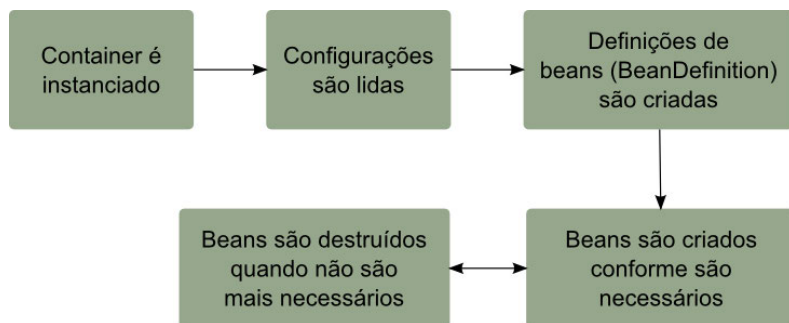 Container é
instanciado
Configurações
são lidas
Definições de
beans (BeanDefinition)
são criadas
Beans são destruídos
quando não são
mais necessários
Beans são criados
conforme são
necessários